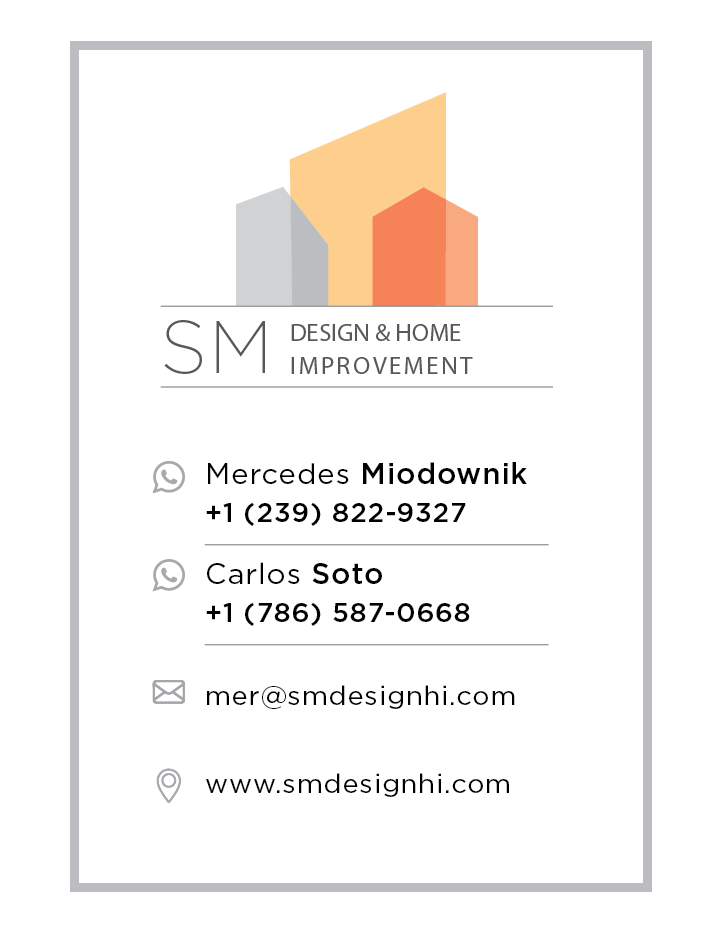 SM DESIGN & HOME
IMPROVEMENT
Mercedes Miodownik
+1 (239) 822-9327
Carlos Soto
+1 (786) 587-0668
mer@smdesignhi.com
www.smdesignhi.com